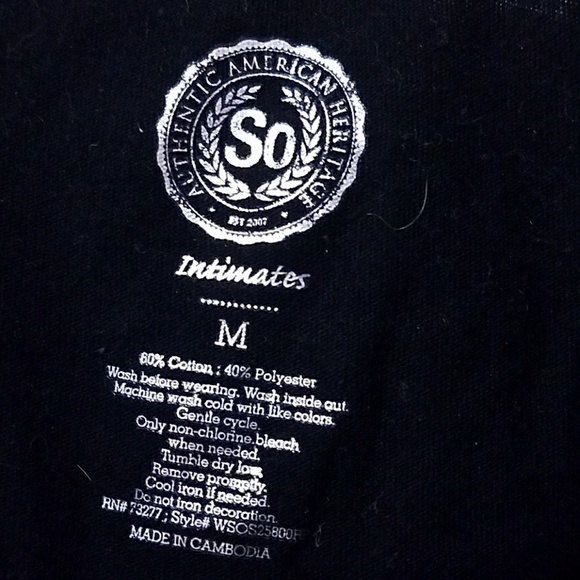 AUTHENTIC AMERICAN HERITAGE
So
EST 2007
Intimates
M
60% Cotton ; 40% Polyester
Wash before wearing. Wash inside out.
Machine wash cold with like colors.
Gentle cycle.
Only non-chlorine bleach
when needed.
Tumble dry low.
Remove promptly.
Cool iron if needed.
Do not iron decoration.
RN# 73277 ; Style#
MADE IN CAMBODIA